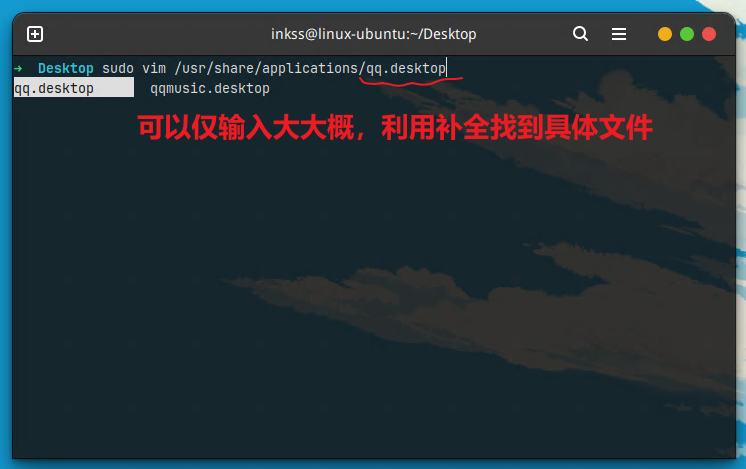 inkss@linux-ubuntu:~/Desktop
→ Desktop sudo vim /usr/share/applications/qq.desktop
qq.desktop qqmusic.desktop
可以仅输入大大概，利用补全找到具体文件